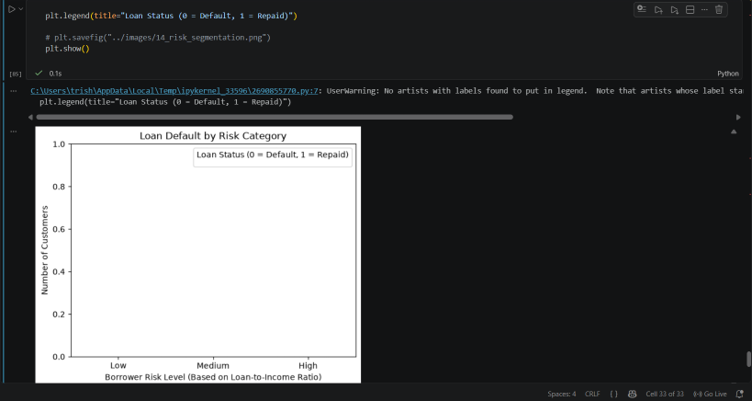 plt.legend(title="Loan Status (0 = Default, 1 = Repaid)")
# plt.savefig("../images/14_risk_segmentation.png")
plt.show()
[35]
0.1s
Python
C:\Users\trish\AppData\Local\Temp\ipykernel_33596\2690855770.py:7: UserWarning: No artists with labels found to put in legend.  Note that artists whose label star
plt.legend(title="Loan Status (0 = Default, 1 = Repaid)")
Loan Default by Risk Category
Loan Status (0 = Default, 1 = Repaid)
1.0
0.8
0.6
0.4
0.2
0.0
Number of Customers
Low Medium High
Borrower Risk Level (Based on Loan-to-Income Ratio)
Spaces: 4 CRLF { } Cell 33 of 33 Go Live